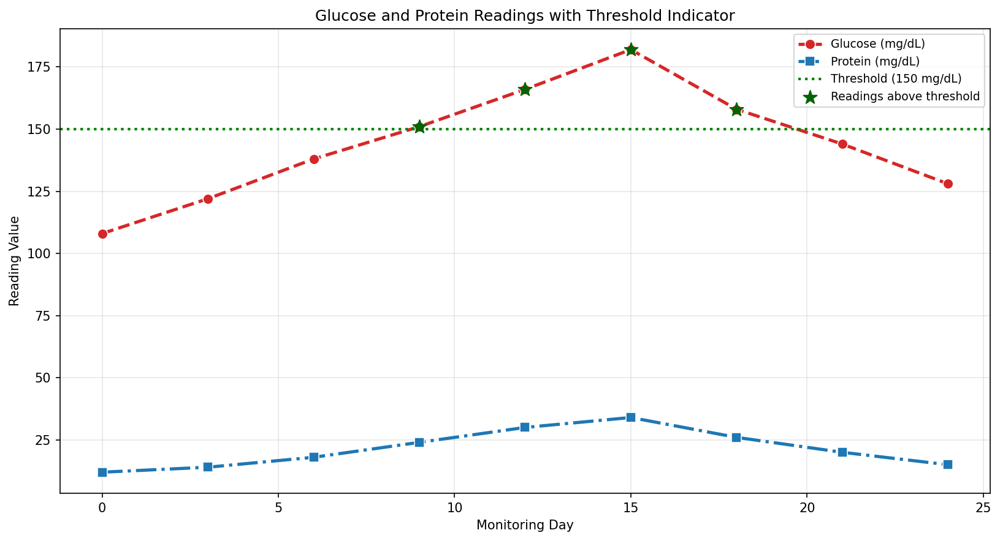 Glucose and Protein Readings with Threshold Indicator
Glucose (mg/dL)
Protein (mg/dL)
Threshold (150 mg/dL)
Readings above threshold
Reading Value
175
150
125
100
75
50
25
0 5 10 15 20 25
Monitoring Day